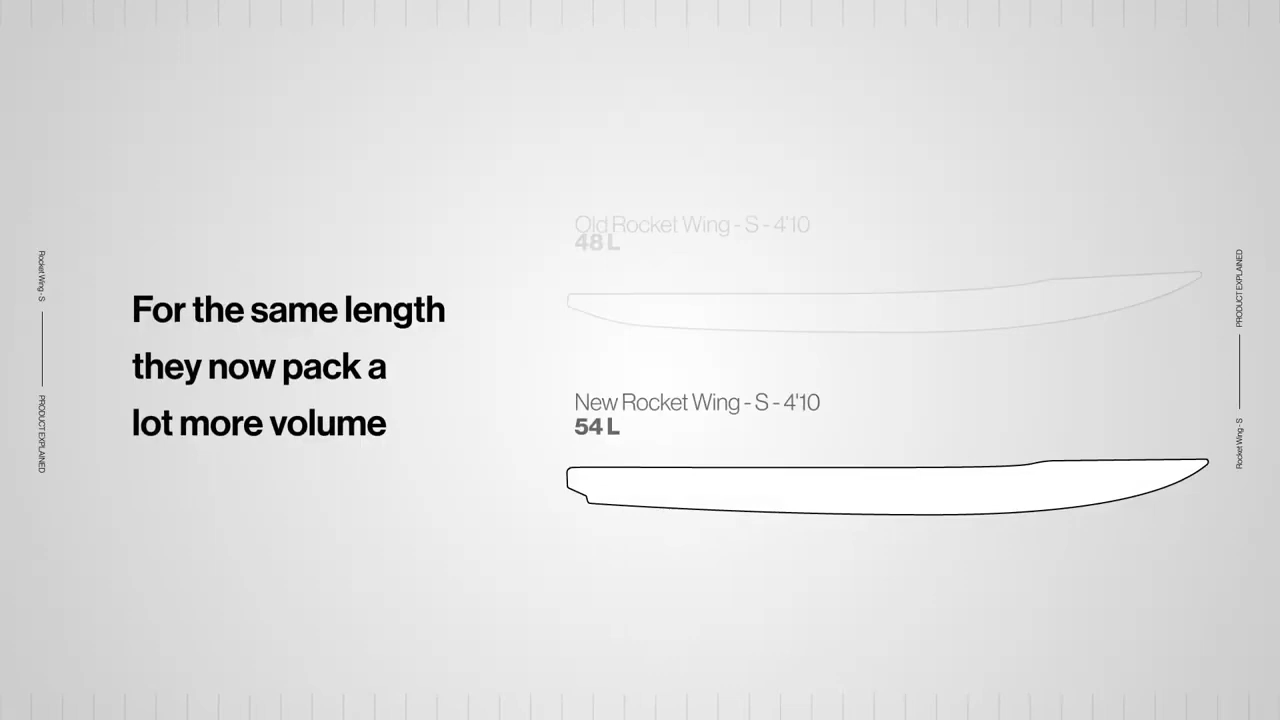 Rocket Wing - S
PRODUCT EXPLAINED
For the same length
they now pack a
lot more volume
Old Rocket Wing - S - 4'10
48 L
New Rocket Wing - S - 4'10
54 L
PRODUCT EXPLAINED
Rocket Wing - S